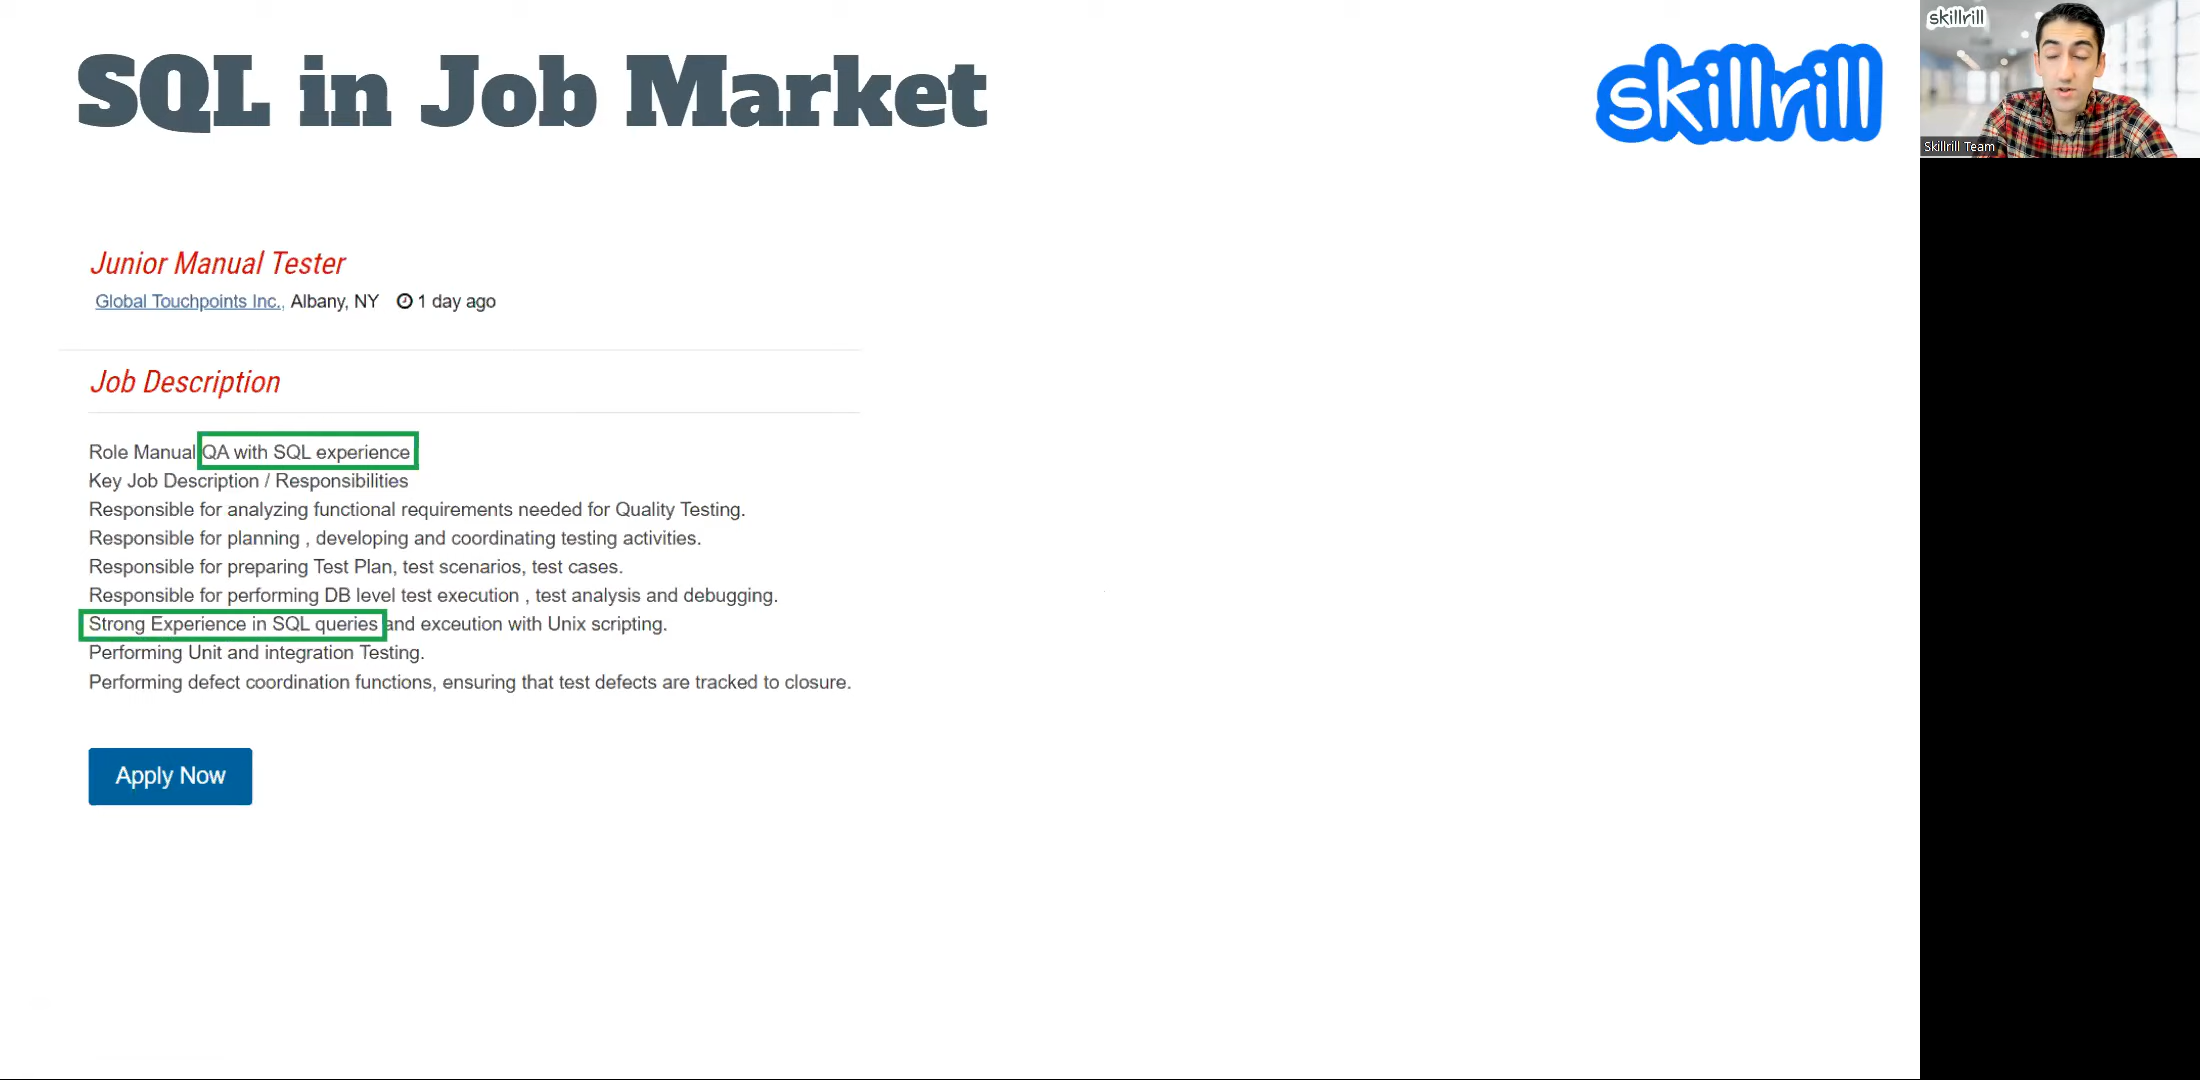 SQL in Job Market
skillrill
skillrill
Skillrill Team
Junior Manual Tester
Global Touchpoints Inc., Albany, NY 1 day ago
Job Description
Role Manual QA with SQL experience
Key Job Description / Responsibilities
Responsible for analyzing functional requirements needed for Quality Testing.
Responsible for planning , developing and coordinating testing activities.
Responsible for preparing Test Plan, test scenarios, test cases.
Responsible for performing DB level test execution , test analysis and debugging.
Strong Experience in SQL queries and exceution with Unix scripting.
Performing Unit and integration Testing.
Performing defect coordination functions, ensuring that test defects are tracked to closure.
Apply Now